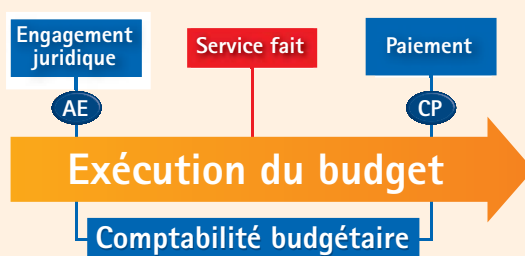 Engagement
juridique
Service fait
Paiement
AE
CP
Exécution du budget
Comptabilité budgétaire